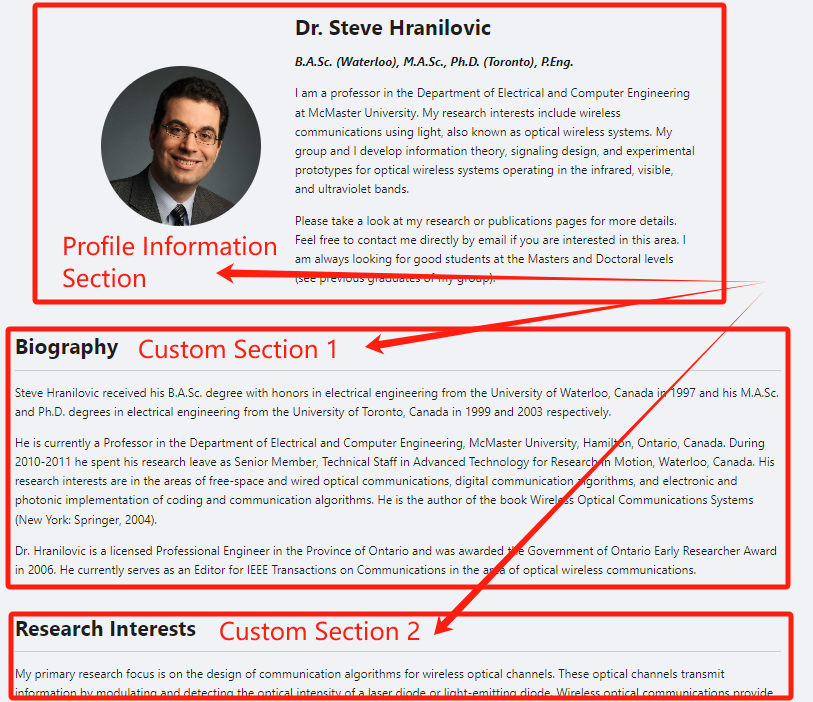 Dr. Steve Hranilovic
B.A.Sc. (Waterloo), M.A.Sc., Ph.D. (Toronto), P.Eng.
I am a professor in the Department of Electrical and Computer Engineering
at McMaster University. My research interests include wireless
communications using light, also known as optical wireless systems. My
group and I develop information theory, signaling design, and experimental
prototypes for optical wireless systems operating in the infrared, visible,
and ultraviolet bands.
Please take a look at my research or publications pages for more details.
Feel free to contact me directly by email if you are interested in this area. I
am always looking for good students at the Masters and Doctoral levels
(see previous graduates of my group).
Profile Information
Section
Biography
Custom Section 1
Steve Hranilovic received his B.A.Sc. degree with honors in electrical engineering from the University of Waterloo, Canada in 1997 and his M.A.Sc.
and Ph.D. degrees in electrical engineering from the University of Toronto, Canada in 1999 and 2003 respectively.
He is currently a Professor in the Department of Electrical and Computer Engineering, McMaster University, Hamilton, Ontario, Canada. During
2010-2011 he spent his research leave as Senior Member, Technical Staff in Advanced Technology for Research in Motion, Waterloo, Canada. His
research interests are in the areas of free-space and wired optical communications, digital communication algorithms, and electronic and
photonic implementation of coding and communication algorithms. He is the author of the book Wireless Optical Communications Systems
(New York: Springer, 2004).
Dr. Hranilovic is a licensed Professional Engineer in the Province of Ontario and was awarded the Government of Ontario Early Researcher Award
in 2006. He currently serves as an Editor for IEEE Transactions on Communications in the area of optical wireless communications.
Research Interests
Custom Section 2
My primary research focus is on the design of communication algorithms for wireless optical channels. These optical channels transmit
information by modulating and detecting the optical intensity of a laser diode or light-emitting diode. Wireless optical communications provide